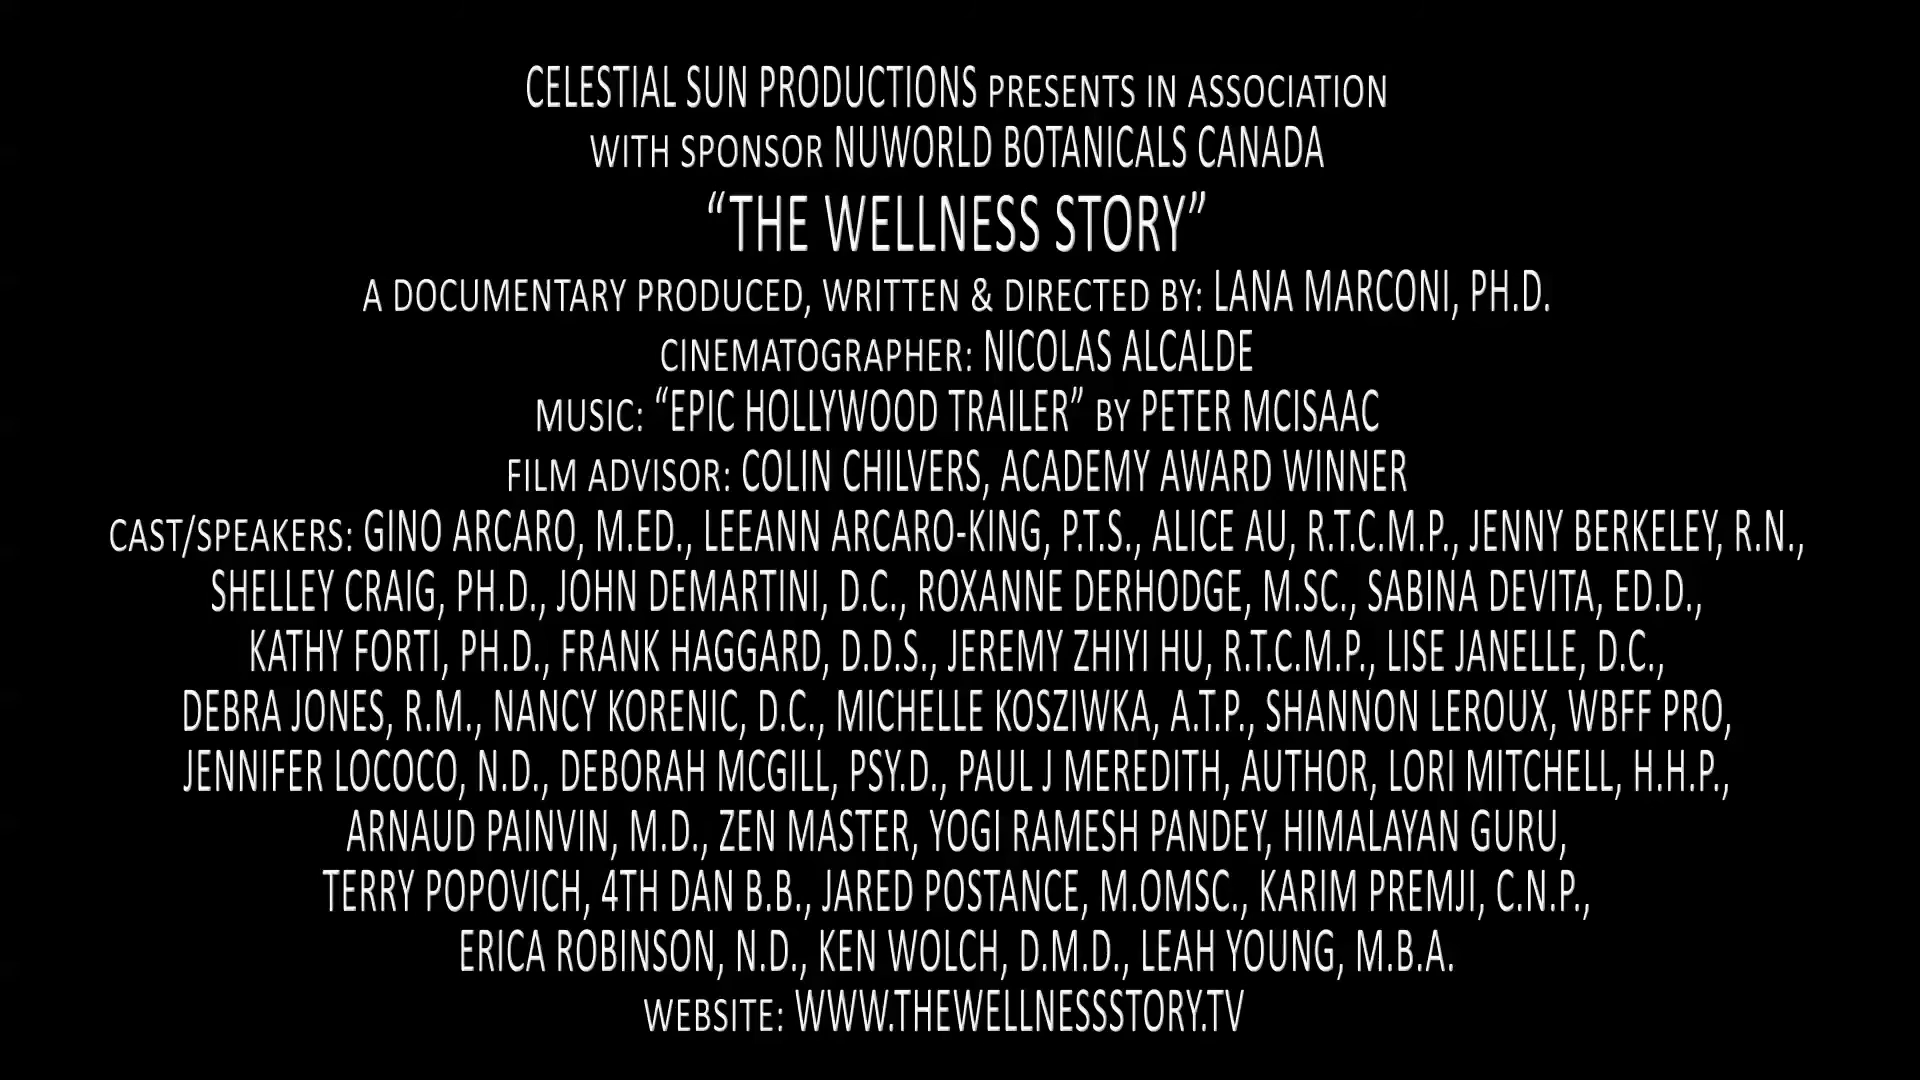 CELESTIAL SUN PRODUCTIONS PRESENTS IN ASSOCIATION
WITH SPONSOR NUWORLD BOTANICALS CANADA
“THE WELLNESS STORY”
A DOCUMENTARY PRODUCED, WRITTEN & DIRECTED BY: LANA MARCONI, PH.D.
CINEMATOGRAPHER: NICOLAS ALCALDE
MUSIC: “EPIC HOLLYWOOD TRAILER” BY PETER MCISAAC
FILM ADVISOR: COLIN CHILVERS, ACADEMY AWARD WINNER
CAST/SPEAKERS: GINO ARCARO, M.ED., LEEANN ARCARO-KING, P.T.S., ALICE AU, R.T.C.M.P., JENNY BERKELEY, R.N.,
SHELLEY CRAIG, PH.D., JOHN DEMARTINI, D.C., ROXANNE DERHODGE, M.SC., SABINA DEVITA, ED.D.,
KATHY FORTI, PH.D., FRANK HAGGARD, D.D.S., JEREMY ZHIYI HU, R.T.C.M.P., LISE JANELLE, D.C.,
DEBRA JONES, R.M., NANCY KORENIC, D.C., MICHELLE KOSZIWKA, A.T.P., SHANNON LEROUX, WBFF PRO,
JENNIFER LOCOCO, N.D., DEBORAH MCGILL, PSY.D., PAUL J MEREDITH, AUTHOR, LORI MITCHELL, H.H.P.,
ARNAUD PAINVIN, M.D., ZEN MASTER, YOGI RAMESH PANDEY, HIMALAYAN GURU,
TERRY POPOVICH, 4TH DAN B.B., JARED POSTANCE, M.OMSC., KARIM PREMJI, C.N.P.,
ERICA ROBINSON, N.D., KEN WOLCH, D.M.D., LEAH YOUNG, M.B.A.
WEBSITE: WWW.THEWELLNESSSTORY.TV